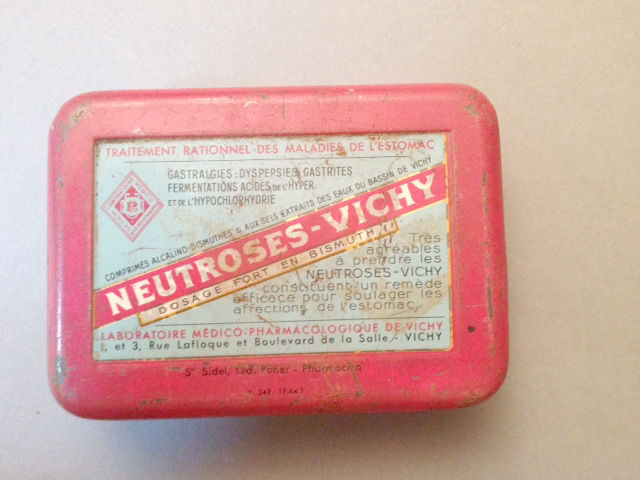 TRAITEMENT RATIONNEL DES MALADIES DE L'ESTOMAC
GASTRALGIES: DYSPEPSIES, GASTRITES
FERMENTATIONS ACIDES DE L'HYPER
ET DE L'HYPOCHLORHYDRIE
COMPRIMÉS ALCALINO-BISMUTHÉS & AUX SELS EXTRAITS DES EAUX DU BASSIN DE VICHY
NEUTROSES-VICHY
DOSAGE FORT EN BISMUTH
Très
agréables
à prendre les
NEUTROSES-VICHY
constituent un remède
efficace pour soulager les
affections de l'estomac
LABORATOIRE MÉDICO-PHARMACOLOGIQUE DE VICHY
1, et 3, Rue Lafloque et Boulevard de la Salle - VICHY
Pharmacien